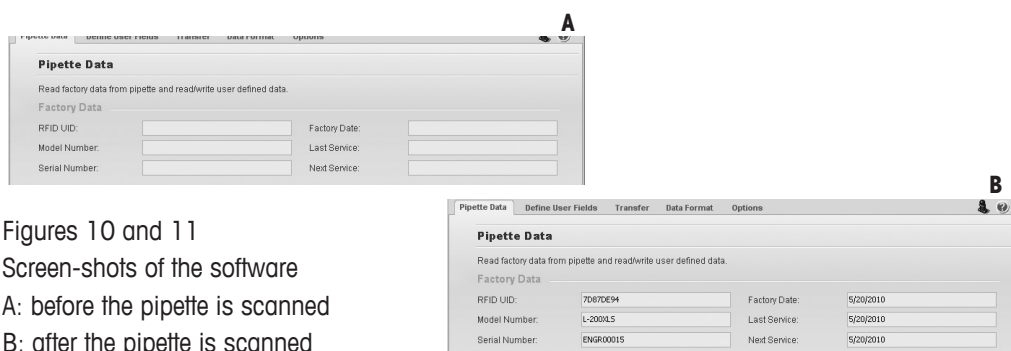 A
Pipette Data Define User Fields Transfer Data Format Options
Pipette Data
Read factory data from pipette and read/write user defined data.
Factory Data
RFID UID: Factory Date:
Model Number: Last Service:
Serial Number: Next Service:
Figures 10 and 11
Screen-shots of the software
A: before the pipette is scanned
B: after the pipette is scanned
B
Pipette Data Define User Fields Transfer Data Format Options
Pipette Data
Read factory data from pipette and read/write user defined data.
Factory Data
RFID UID: 7D87DE94 Factory Date: 5/20/2010
Model Number: L-200XLS Last Service: 5/20/2010
Serial Number: ENGR00015 Next Service: 5/20/2010